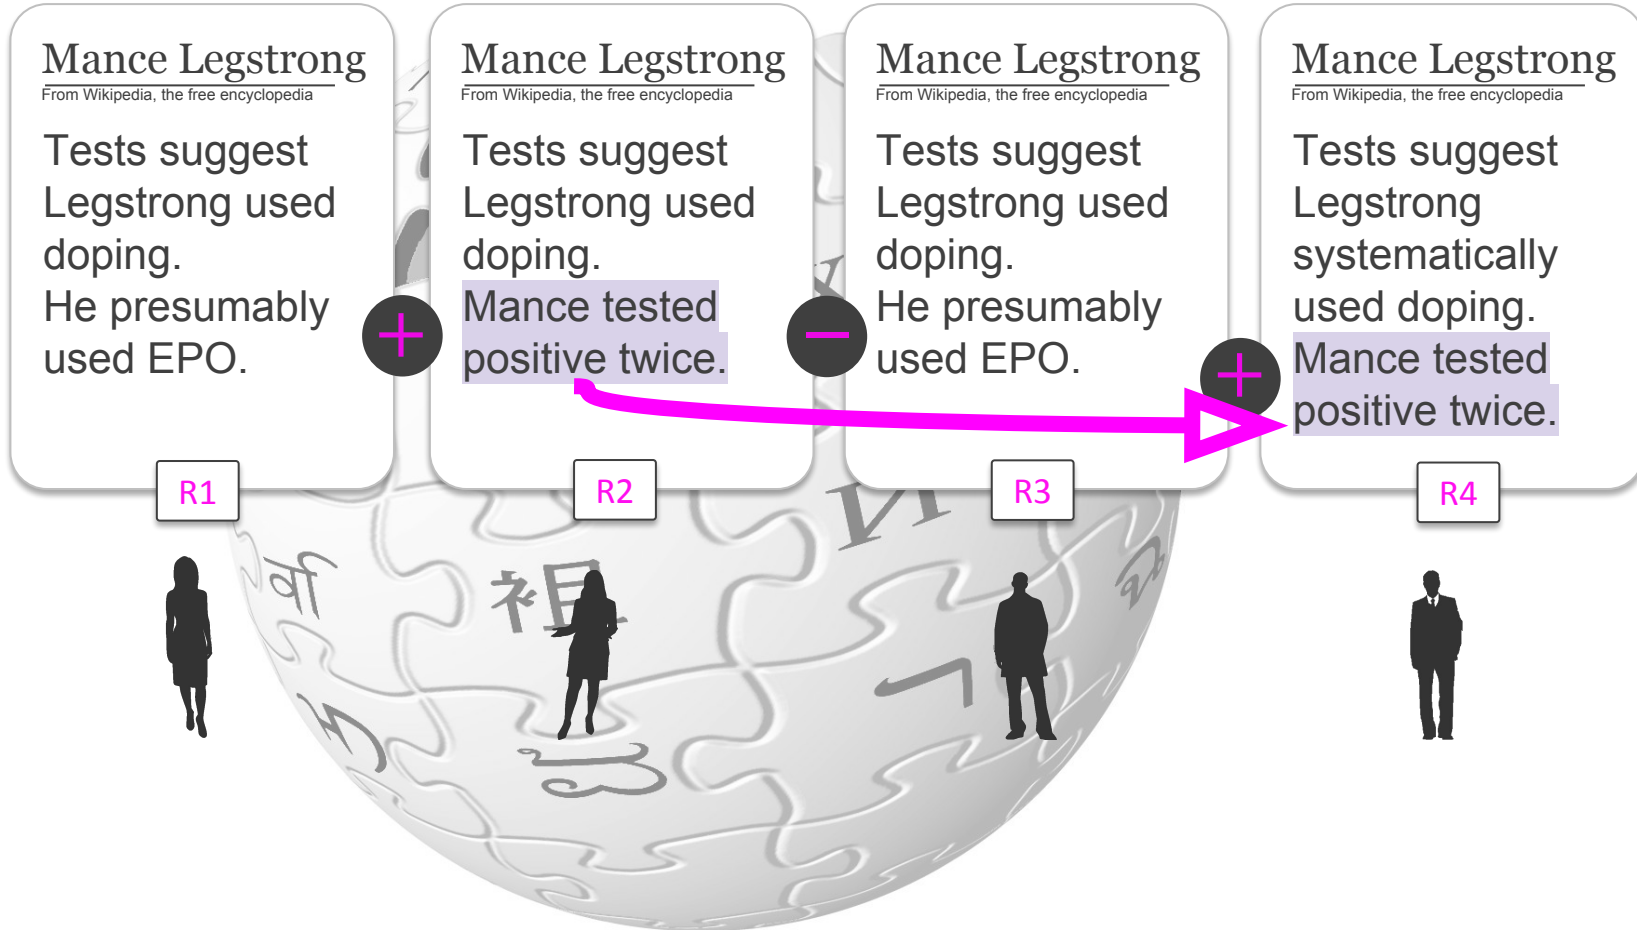 Mance Legstrong
From Wikipedia, the free encyclopedia
Tests suggest
Legstrong used
doping.
He presumably
used EPO.
R1
Mance Legstrong
From Wikipedia, the free encyclopedia
Tests suggest
Legstrong used
doping.
Mance tested
positive twice.
R2
Mance Legstrong
From Wikipedia, the free encyclopedia
Tests suggest
Legstrong used
doping.
He presumably
used EPO.
R3
Mance Legstrong
From Wikipedia, the free encyclopedia
Tests suggest
Legstrong
systematically
used doping.
Mance tested
positive twice.
R4
+
−
+
र्वा
祖
И